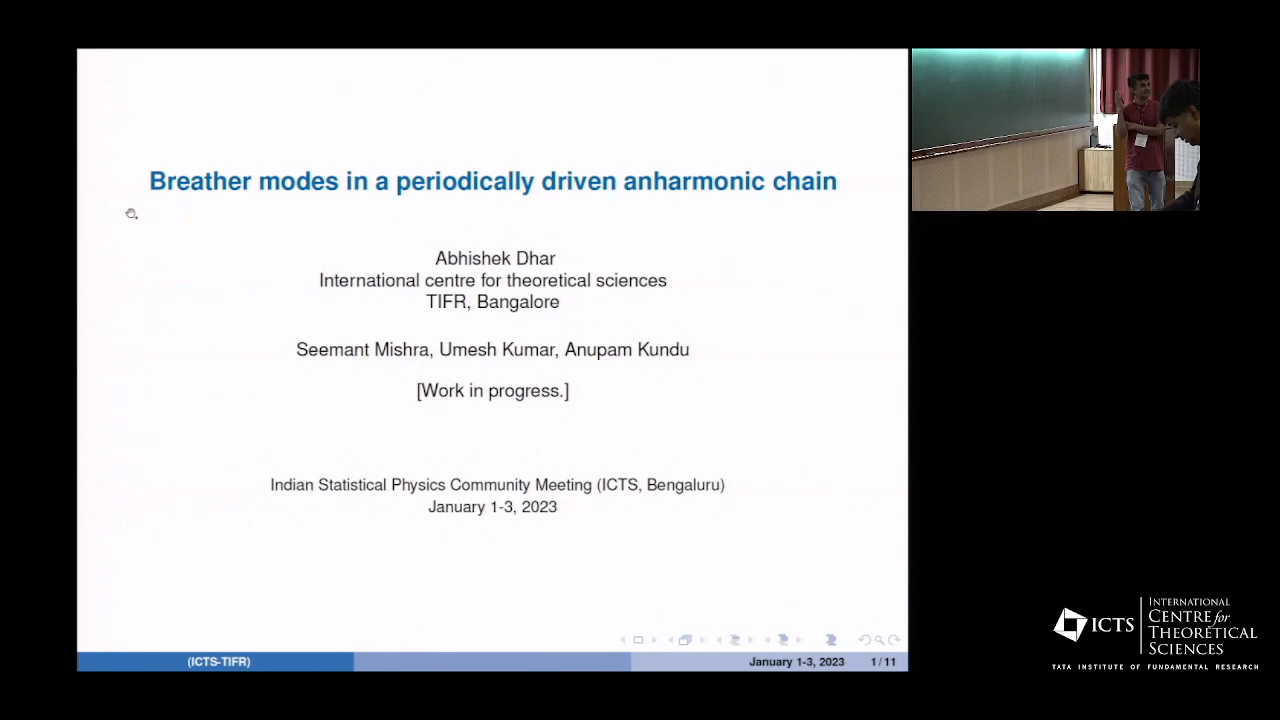 Breather modes in a periodically driven anharmonic chain
Abhishek Dhar
International centre for theoretical sciences
TIFR, Bangalore
Seemant Mishra, Umesh Kumar, Anupam Kundu
[Work in progress.]
Indian Statistical Physics Community Meeting (ICTS, Bengaluru)
January 1-3, 2023
(ICTS-TIFR)
January 1-3, 2023
1 / 11
ICTS
INTERNATIONAL
CENTRE for
THEORETICAL
SCIENCES
TATA INSTITUTE OF FUNDAMENTAL RESEARCH